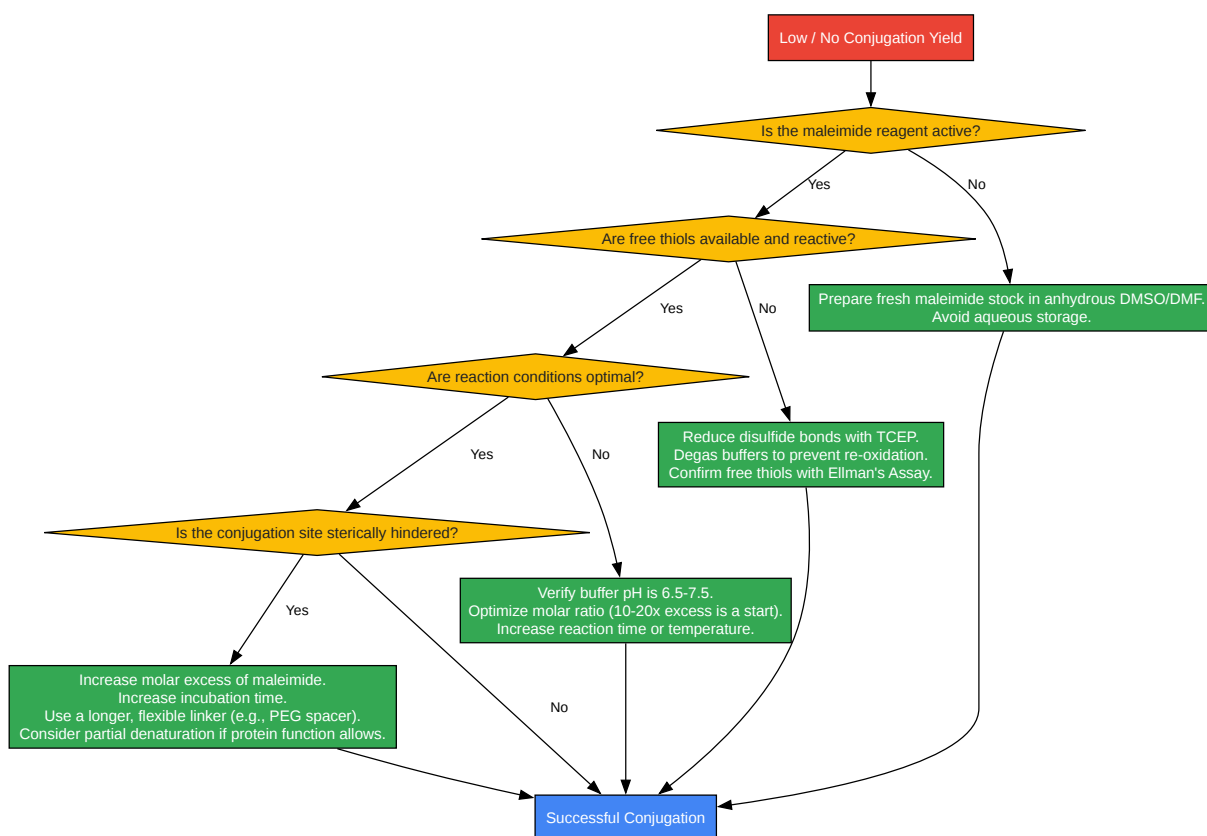 Low / No Conjugation Yield
Is the maleimide reagent active?
Yes
No
Are free thiols available and reactive?
Prepare fresh maleimide stock in anhydrous DMSO/DMF.
Avoid aqueous storage.
Yes
No
Are reaction conditions optimal?
Reduce disulfide bonds with TCEP.
Degas buffers to prevent re-oxidation.
Confirm free thiols with Ellman's Assay.
Yes
No
Is the conjugation site sterically hindered?
Verify buffer pH is 6.5-7.5.
Optimize molar ratio (10-20x excess is a start).
Increase reaction time or temperature.
Yes
No
Increase molar excess of maleimide.
Increase incubation time.
Use a longer, flexible linker (e.g., PEG spacer).
Consider partial denaturation if protein function allows.
Successful Conjugation